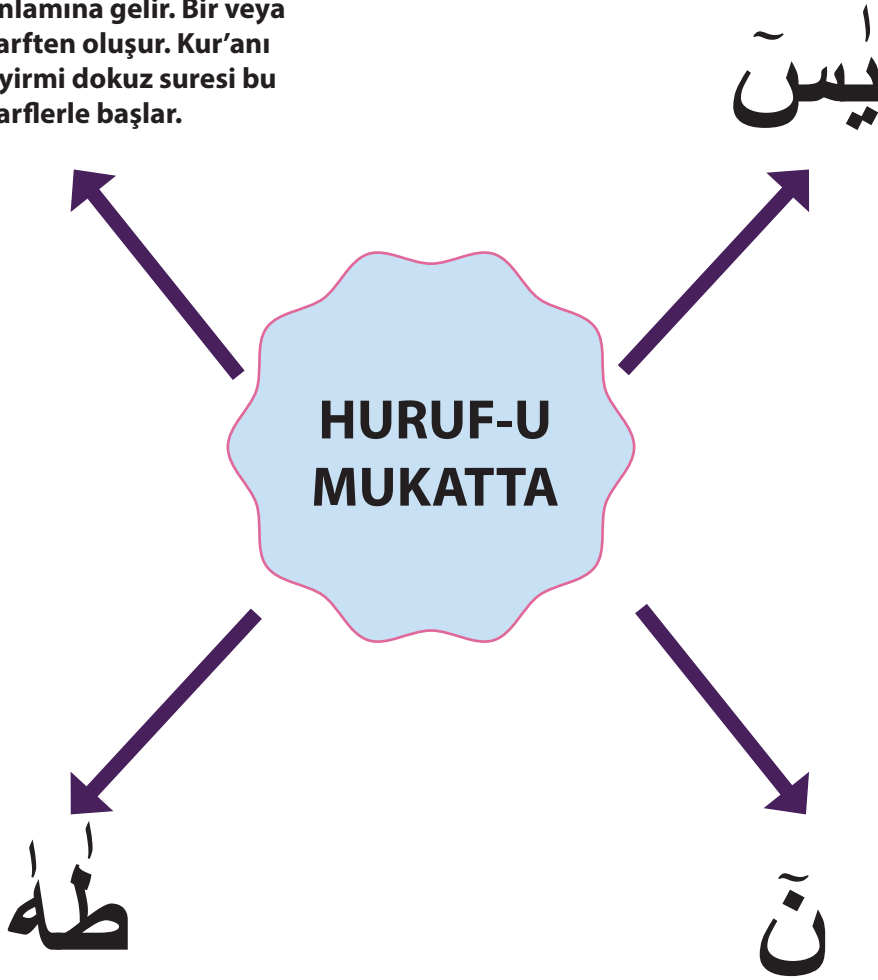 nlamına gelir. Bir veya
arften oluşur. Kur’anı
yirmi dokuz suresi bu
arflerle başlar.
يٰسٓ
HURUF-U
MUKATTA
طٰهٰ
نٓ